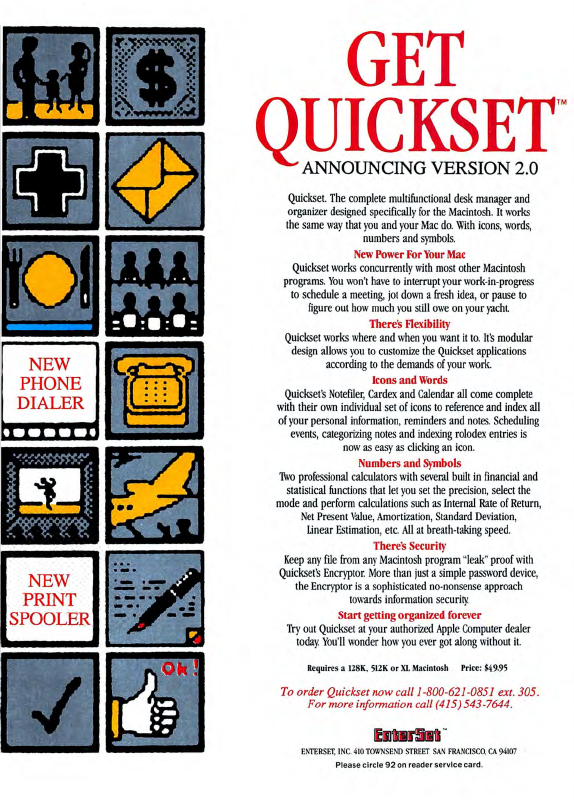 NEW
PHONE
DIALER
NEW
PRINT
SPOOLER
Ok!
$
GET
QUICKSET™
ANNOUNCING VERSION 2.0
Quickset. The complete multifunctional desk manager and
organizer designed specifically for the Macintosh. It works
the same way that you and your Mac do. With icons, words,
numbers and symbols.
New Power For Your Mac
Quickset works concurrently with most other Macintosh
programs. You won't have to interrupt your work-in-progress
to schedule a meeting, jot down a fresh idea, or pause to
figure out how much you still owe on your yacht.
There's Flexibility
Quickset works where and when you want it to. It's modular
design allows you to customize the Quickset applications
according to the demands of your work.
Icons and Words
Quickset's Notefiler, Cardex and Calendar all come complete
with their own individual set of icons to reference and index all
of your personal information, reminders and notes. Scheduling
events, categorizing notes and indexing rolodex entries is
now as easy as clicking an icon.
Numbers and Symbols
Two professional calculators with several built in financial and
statistical functions that let you set the precision, select the
mode and perform calculations such as Internal Rate of Return,
Net Present Value, Amortization, Standard Deviation,
Linear Estimation, etc. All at breath-taking speed.
There's Security
Keep any file from any Macintosh program "leak" proof with
Quickset's Encryptor. More than just a simple password device,
the Encryptor is a sophisticated no-nonsense approach
towards information security.
Start getting organized forever
Try out Quickset at your authorized Apple Computer dealer
today. You'll wonder how you ever got along without it.
Requires a 128K, 512K or XL Macintosh Price: $49.95
To order Quickset now call 1-800-621-0851 ext. 305.
For more information call (415) 543-7644.
EnterSet™
ENTERSET, INC. 410 TOWNSEND STREET SAN FRANCISCO, CA 94107
Please circle 92 on reader service card.